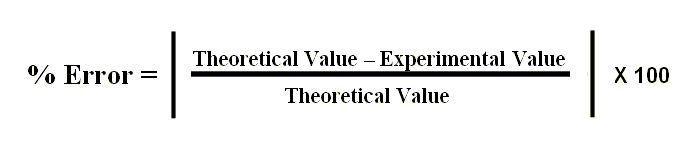 Theoretical Value – Experimental Value
% Error = | | X 100
Theoretical Value